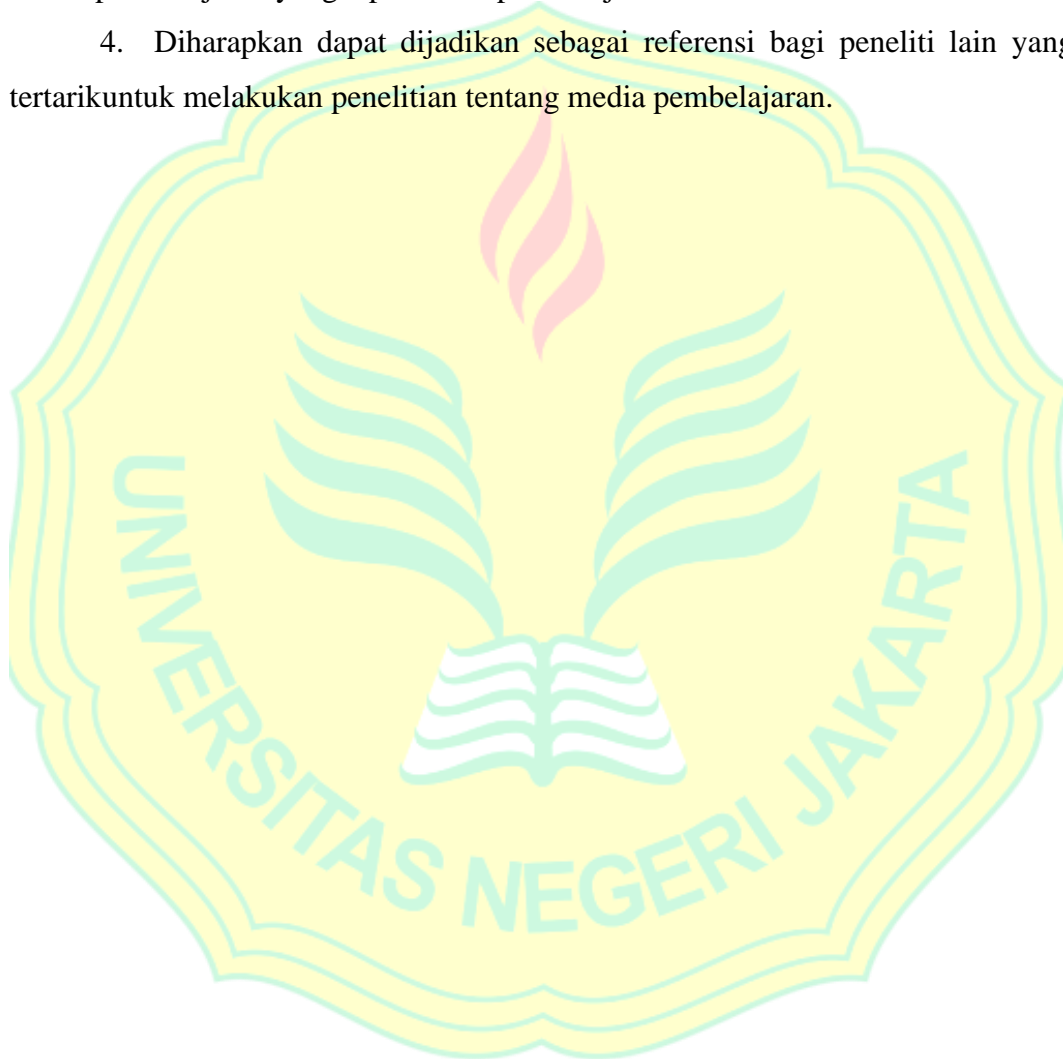 4. Diharapkan dapat dijadikan sebagai referensi bagi peneliti lain yang
tertarikuntuk melakukan penelitian tentang media pembelajaran.
UNIVERSITAS NEGERI JAKARTA